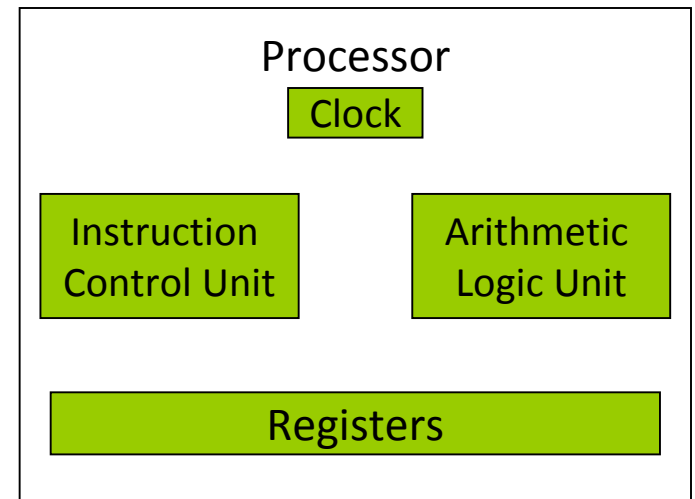 Processor
Clock
Instruction
Control Unit
Arithmetic
Logic Unit
Registers